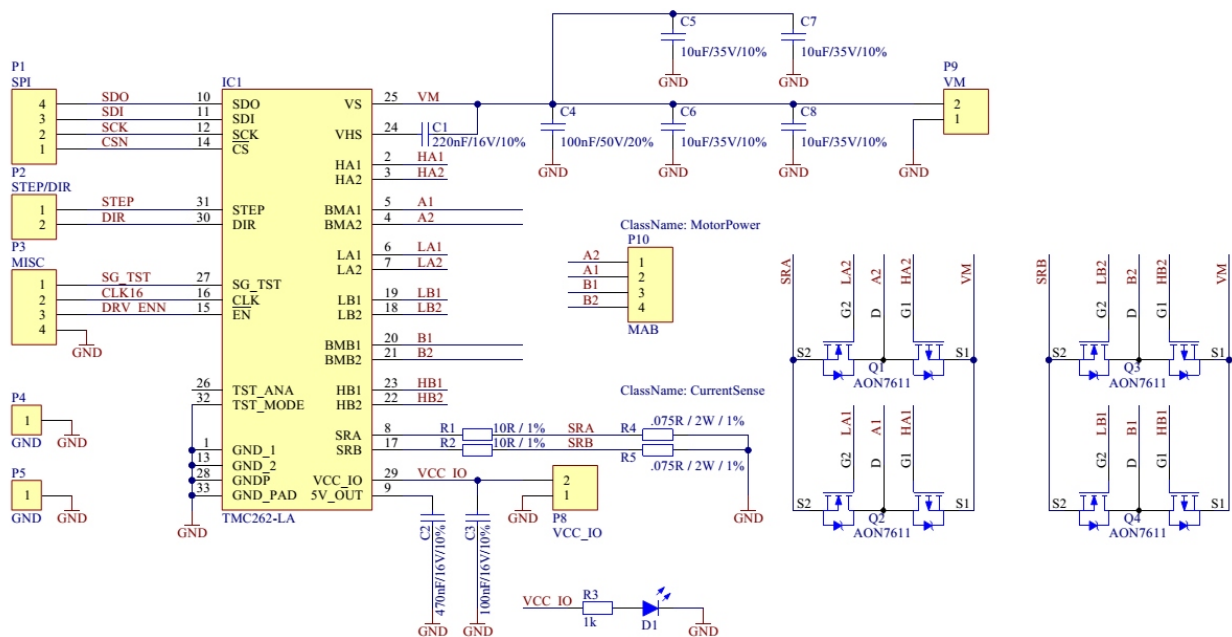 P1
SPI
4 SDO
3 SDI
2 SCK
1 CSN
P2
STEP/DIR
1 STEP
2 DIR
P3
MISC
1 SG_TST
2 CLK16
3 DRV_ENN
4
GND
P4
1
GND
GND
P5
1
GND
GND
IC1
10 SDO
11 SDI
12 SCK
14 CS
31 STEP
30 DIR
27 SG_TST
16 CLK
15 EN
26 TST_ANA
32 TST_MODE
1 GND_1
13 GND_2
28 GNDP
33 GND_PAD
GND
VS 25 VM
VHS 24
HA1 2 HA1
HA2 3 HA2
BMA1 5 A1
BMA2 4 A2
LA1 6 LA1
LA2 7 LA2
LB1 19 LB1
LB2 18 LB2
BMB1 20 B1
BMB2 21 B2
HB1 23 HB1
HB2 22 HB2
SRA 8
SRB 17
VCC_IO 29 VCC_IO
5V_OUT 9
TMC262-LA
C1
220nF/16V/10%
C5
10uF/35V/10%
GND
C7
10uF/35V/10%
GND
C4
100nF/50V/20%
GND
C6
10uF/35V/10%
GND
C8
10uF/35V/10%
GND
P9
VM
2
1
GND
ClassName: MotorPower
P10
A2 1
A1 2
B1 3
B2 4
MAB
ClassName: CurrentSense
R1 10R / 1% SRA R4 .075R / 2W / 1%
R2 10R / 1% SRB R5 .075R / 2W / 1%
GND
2
1
GND
P8
VCC_IO
C2
470nF/16V/10%
GND
C3
100nF/16V/10%
GND
VCC_IO R3
1k
D1
GND
SRA LA2 A2 HA2 VM
G2 D G1
S2 S1
Q1
AON7611
LA1 A1 HA1
G2 D G1
S2 S1
Q2
AON7611
SRB LB2 B2 HB2 VM
G2 D G1
S2 S1
Q3
AON7611
LB1 B1 HB1
G2 D G1
S2 S1
Q4
AON7611